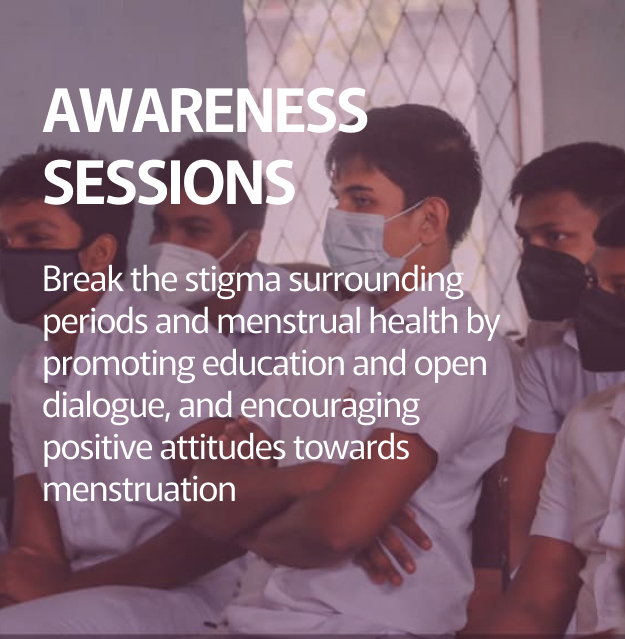 AWARENESS
SESSIONS
Break the stigma surrounding
periods and menstrual health by
promoting education and open
dialogue, and encouraging
positive attitudes towards
menstruation